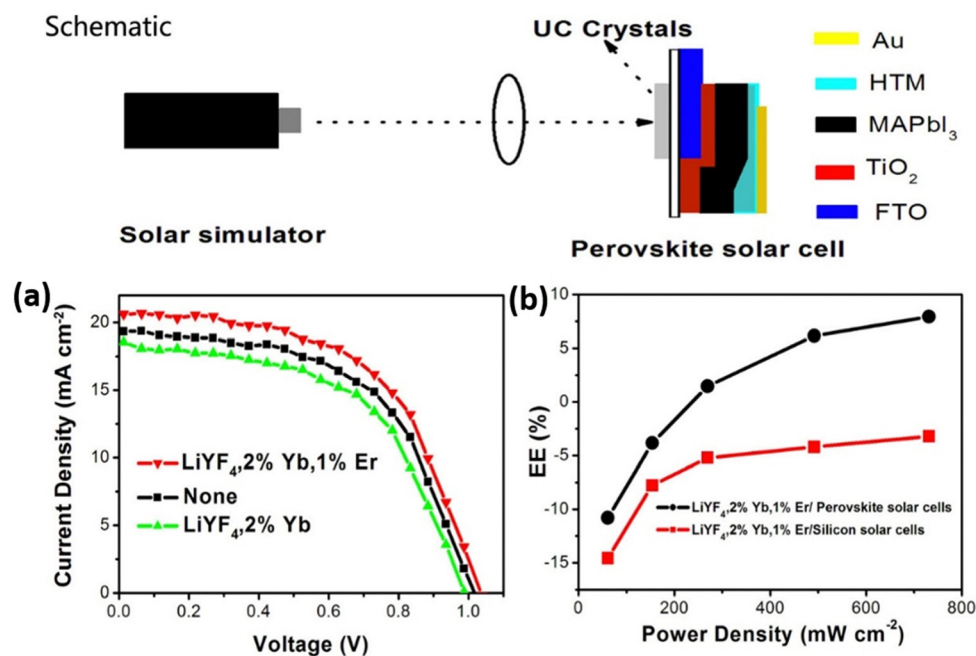 Schematic
UC Crystals
Au
HTM
MAPbI₃
TiO₂
FTO
Solar simulator
Perovskite solar cell
(a)
Current Density (mA cm⁻²)
20
15
10
5
0
LiYF₄,2% Yb,1% Er
None
LiYF₄,2% Yb
0.0 0.2 0.4 0.6 0.8 1.0
Voltage (V)
(b)
EE (%)
10
5
0
-5
-10
-15
LiYF₄,2% Yb,1% Er/ Perovskite solar cells
LiYF₄,2% Yb,1% Er/Silicon solar cells
0 200 400 600 800
Power Density (mW cm⁻²)